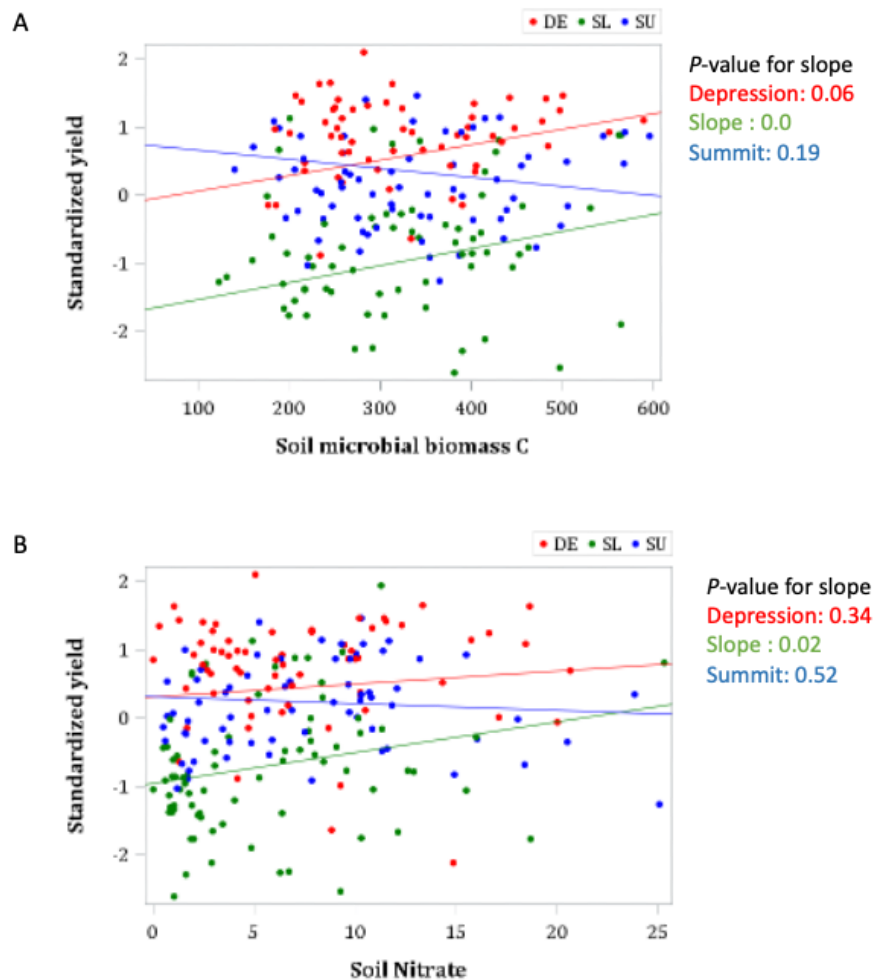 A
DE SL SU
2
1
0
-1
-2
Standardized yield
100 200 300 400 500 600
Soil microbial biomass C
P-value for slope
Depression: 0.06
Slope : 0.0
Summit: 0.19
B
DE SL SU
2
1
0
-1
-2
Standardized yield
0 5 10 15 20 25
Soil Nitrate
P-value for slope
Depression: 0.34
Slope : 0.02
Summit: 0.52